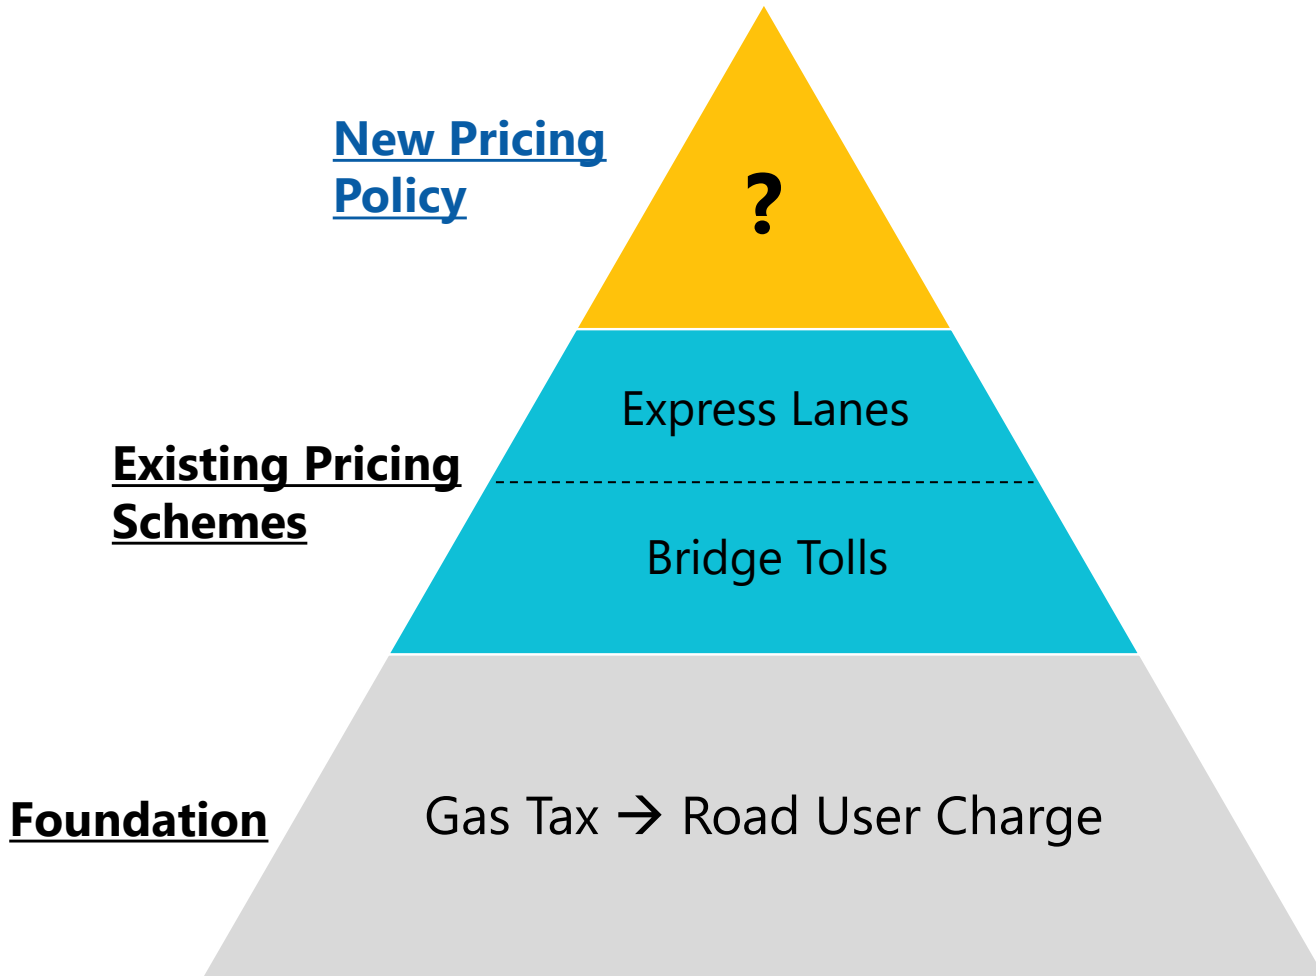 New Pricing
Policy
?
Express Lanes
Existing Pricing
Schemes
Bridge Tolls
Foundation
Gas Tax → Road User Charge